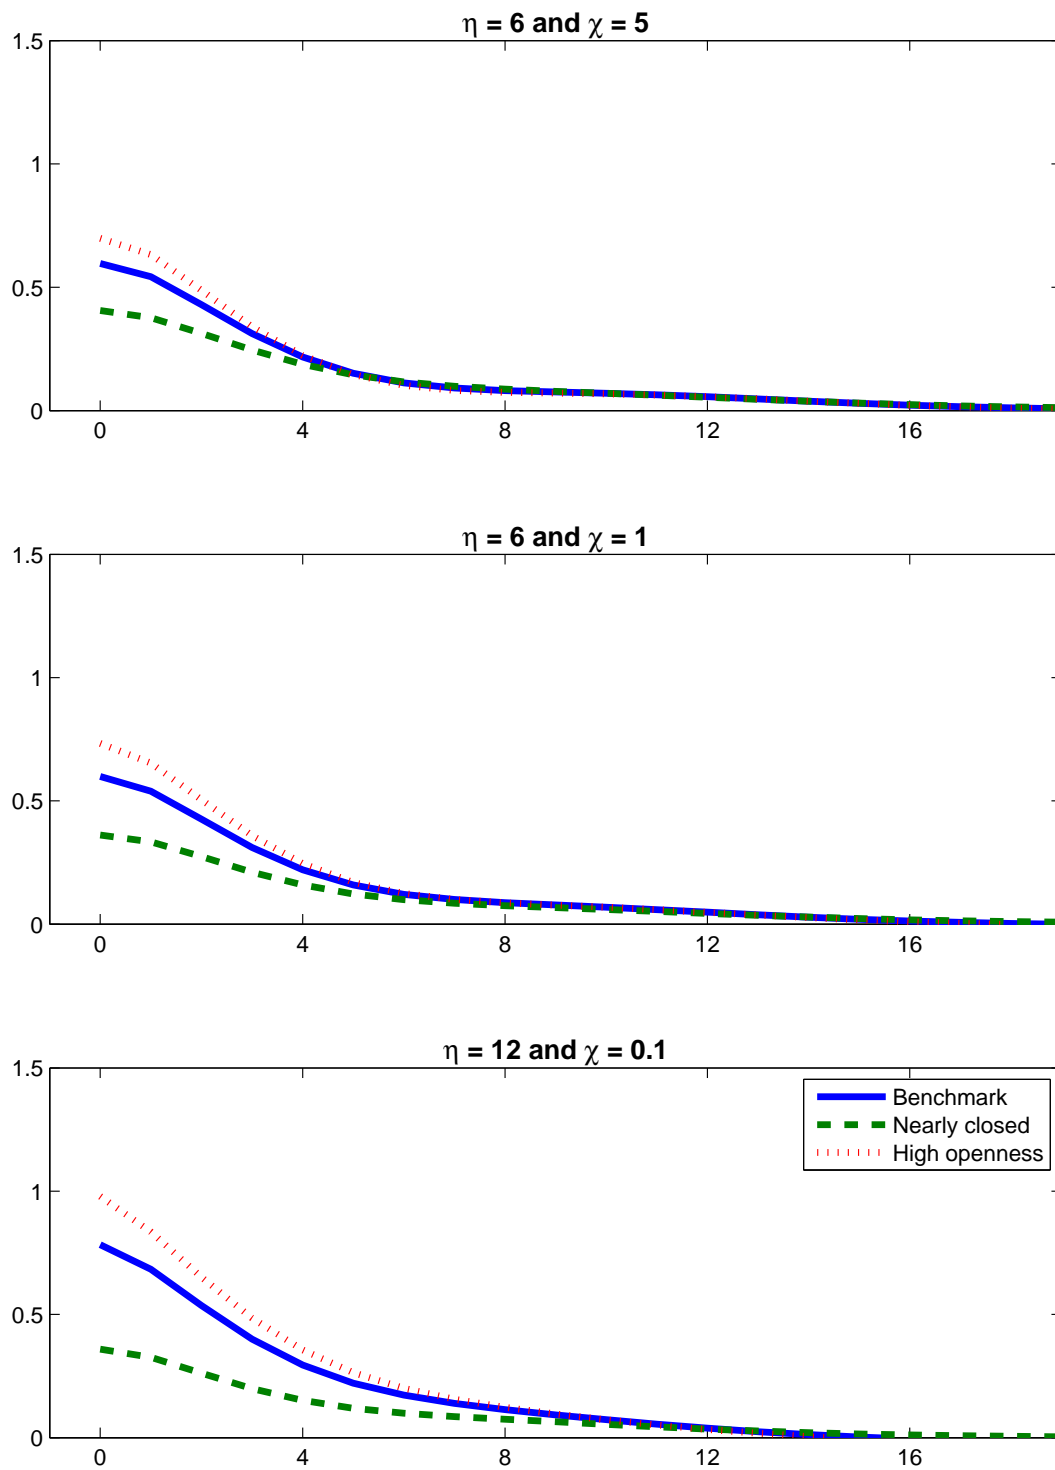 η = 6 and χ = 5
1.5
1
0.5
0
0 4 8 12 16
η = 6 and χ = 1
1.5
1
0.5
0
0 4 8 12 16
η = 12 and χ = 0.1
1.5
Benchmark
Nearly closed
High openness
1
0.5
0
0 4 8 12 16